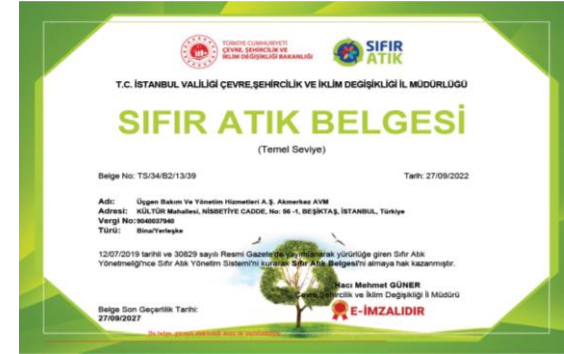 TÜRKİYE CUMHURİYETİ
ÇEVRE, ŞEHİRCİLİK VE
İKLİM DEĞİŞİKLİĞİ BAKANLIĞI
SIFIR
ATIK
T.C. İSTANBUL VALİLİĞİ ÇEVRE,ŞEHİRCİLİK VE İKLİM DEĞİŞİKLİĞİ İL MÜDÜRLÜĞÜ
SIFIR ATIK BELGESİ
(Temel Seviye)
Belge No: TS/34/B2/13/39 Tarih: 27/09/2022
Adı: Üçgen Bakım Ve Yönetim Hizmetleri A.Ş. Akmerkez AVM
Adresi: KÜLTÜR Mahallesi, NİSBETİYE CADDE, No: 56 -1, BEŞİKTAŞ, İSTANBUL, Türkiye
Vergi No:9040037940
Türü: Bina/Yerleşke
12/07/2019 tarihli ve 30829 sayılı Resmi Gazete'de yayımlanarak yürürlüğe giren Sıfır Atık
Yönetmeliği'nce Sıfır Atık Yönetim Sistemi'ni kurarak Sıfır Atık Belgesi'ni almaya hak kazanmıştır.
Hacı Mehmet GÜNER
Çevre,Şehircilik ve İklim Değişikliği İl Müdürü
E-İMZALIDIR
Belge Son Geçerlilik Tarihi:
27/09/2027
Bu belge, güvenli elektronik imza ile